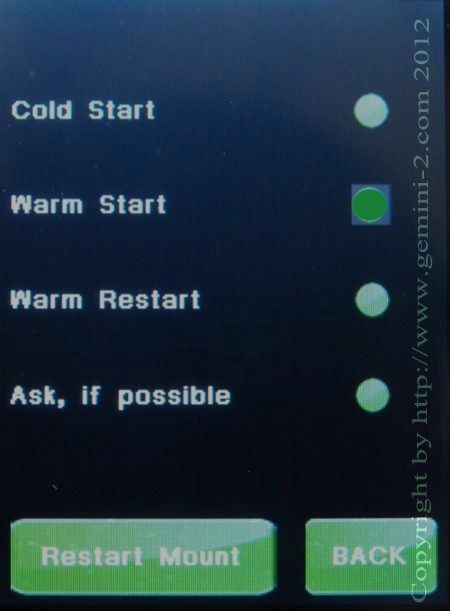 Cold Start
Warm Start
Warm Restart
Ask, if possible
Restart Mount
BACK
Copyright by http://www.gemini-2.com 2012